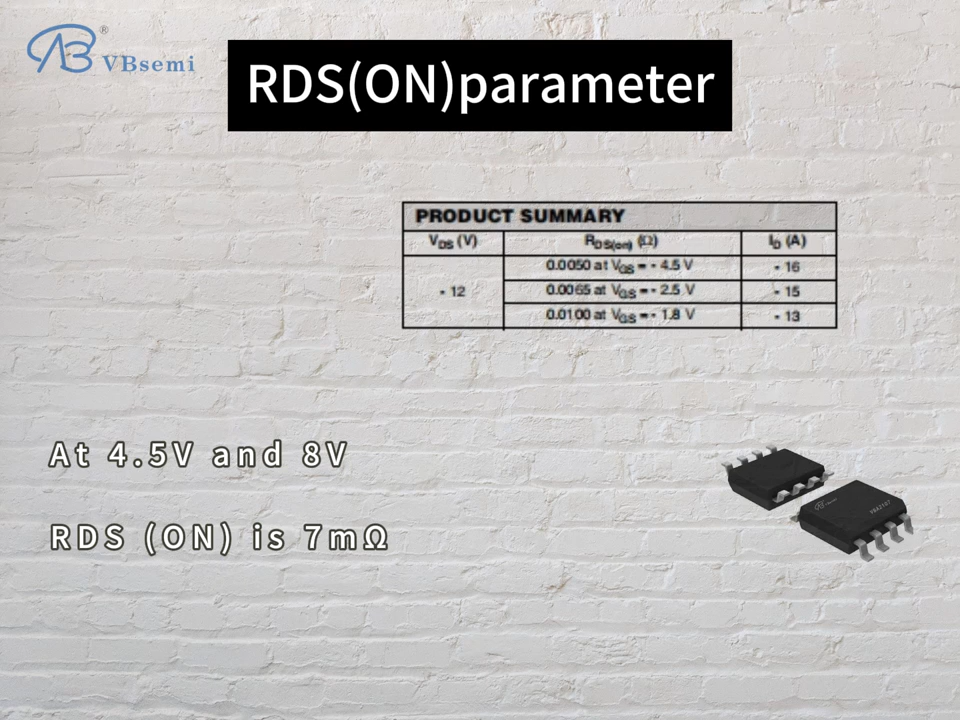 ® VBsemi
RDS(ON)parameter
PRODUCT SUMMARY
VDS (V) RDS(on) (Ω) ID (A)
- 12 0.0050 at VGS = - 4.5 V - 16
0.0065 at VGS = - 2.5 V - 15
0.0100 at VGS = - 1.8 V - 13
At 4.5V and 8V
RDS (ON) is 7mΩ